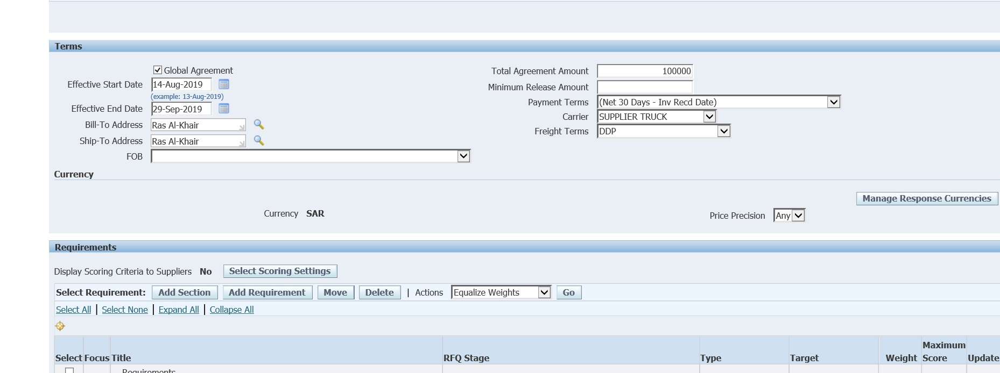 Terms
Global Agreement
Effective Start Date 14-Aug-2019
(example: 13-Aug-2019)
Effective End Date 29-Sep-2019
Bill-To Address Ras Al-Khair
Ship-To Address Ras Al-Khair
FOB
Total Agreement Amount 100000
Minimum Release Amount
Payment Terms (Net 30 Days - Inv Recd Date)
Carrier SUPPLIER TRUCK
Freight Terms DDP
Currency
Manage Response Currencies
Currency SAR
Price Precision Any
Requirements
Display Scoring Criteria to Suppliers No Select Scoring Settings
Select Requirement: Add Section Add Requirement Move Delete | Actions Equalize Weights Go
Select All | Select None | Expand All | Collapse All
Select Focus Title RFQ Stage Type Target Weight Maximum Score Update
Requirements